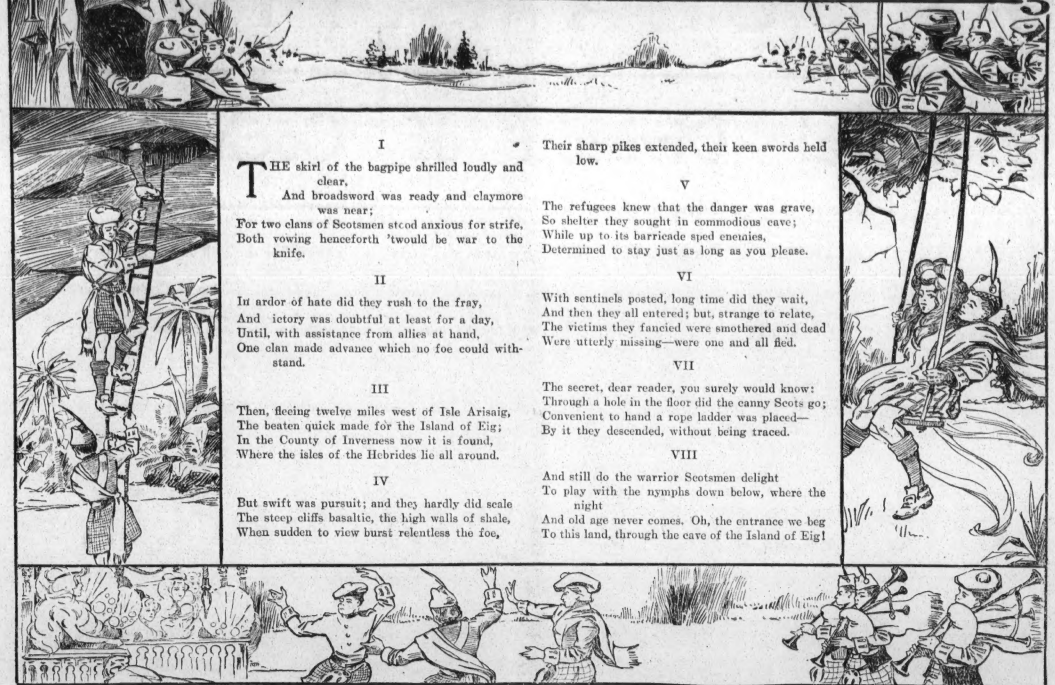 I
THE skirl of the bagpipe shrilled loudly and
clear,
And broadsword was ready and claymore
was near;
For two clans of Scotsmen stood anxious for strife,
Both vowing henceforth 'twould be war to the
knife.
II
In ardor of hate did they rush to the fray,
And ictory was doubtful at least for a day,
Until, with assistance from allies at hand,
One clan made advance which no foe could with-
stand.
III
Then, fleeing twelve miles west of Isle Arisaig,
The beaten quick made for the Island of Eig;
In the County of Inverness now it is found,
Where the isles of the Hebrides lie all around.
IV
But swift was pursuit; and they hardly did scale
The steep cliffs basaltic, the high walls of shale,
When sudden to view burst relentless the foe,
Their sharp pikes extended, their keen swords held
low.
V
The refugees knew that the danger was grave,
So shelter they sought in commodious cave;
While up to its barricade sped enemies,
Determined to stay just as long as you please.
VI
With sentinels posted, long time did they wait,
And then they all entered; but, strange to relate,
The victims they fancied were smothered and dead
Were utterly missing—were one and all fled.
VII
The secret, dear reader, you surely would know:
Through a hole in the floor did the canny Scots go;
Convenient to hand a rope ladder was placed—
By it they descended, without being traced.
VIII
And still do the warrior Scotsmen delight
To play with the nymphs down below, where the
night
And old age never comes. Oh, the entrance we beg
To this land, through the cave of the Island of Eig!